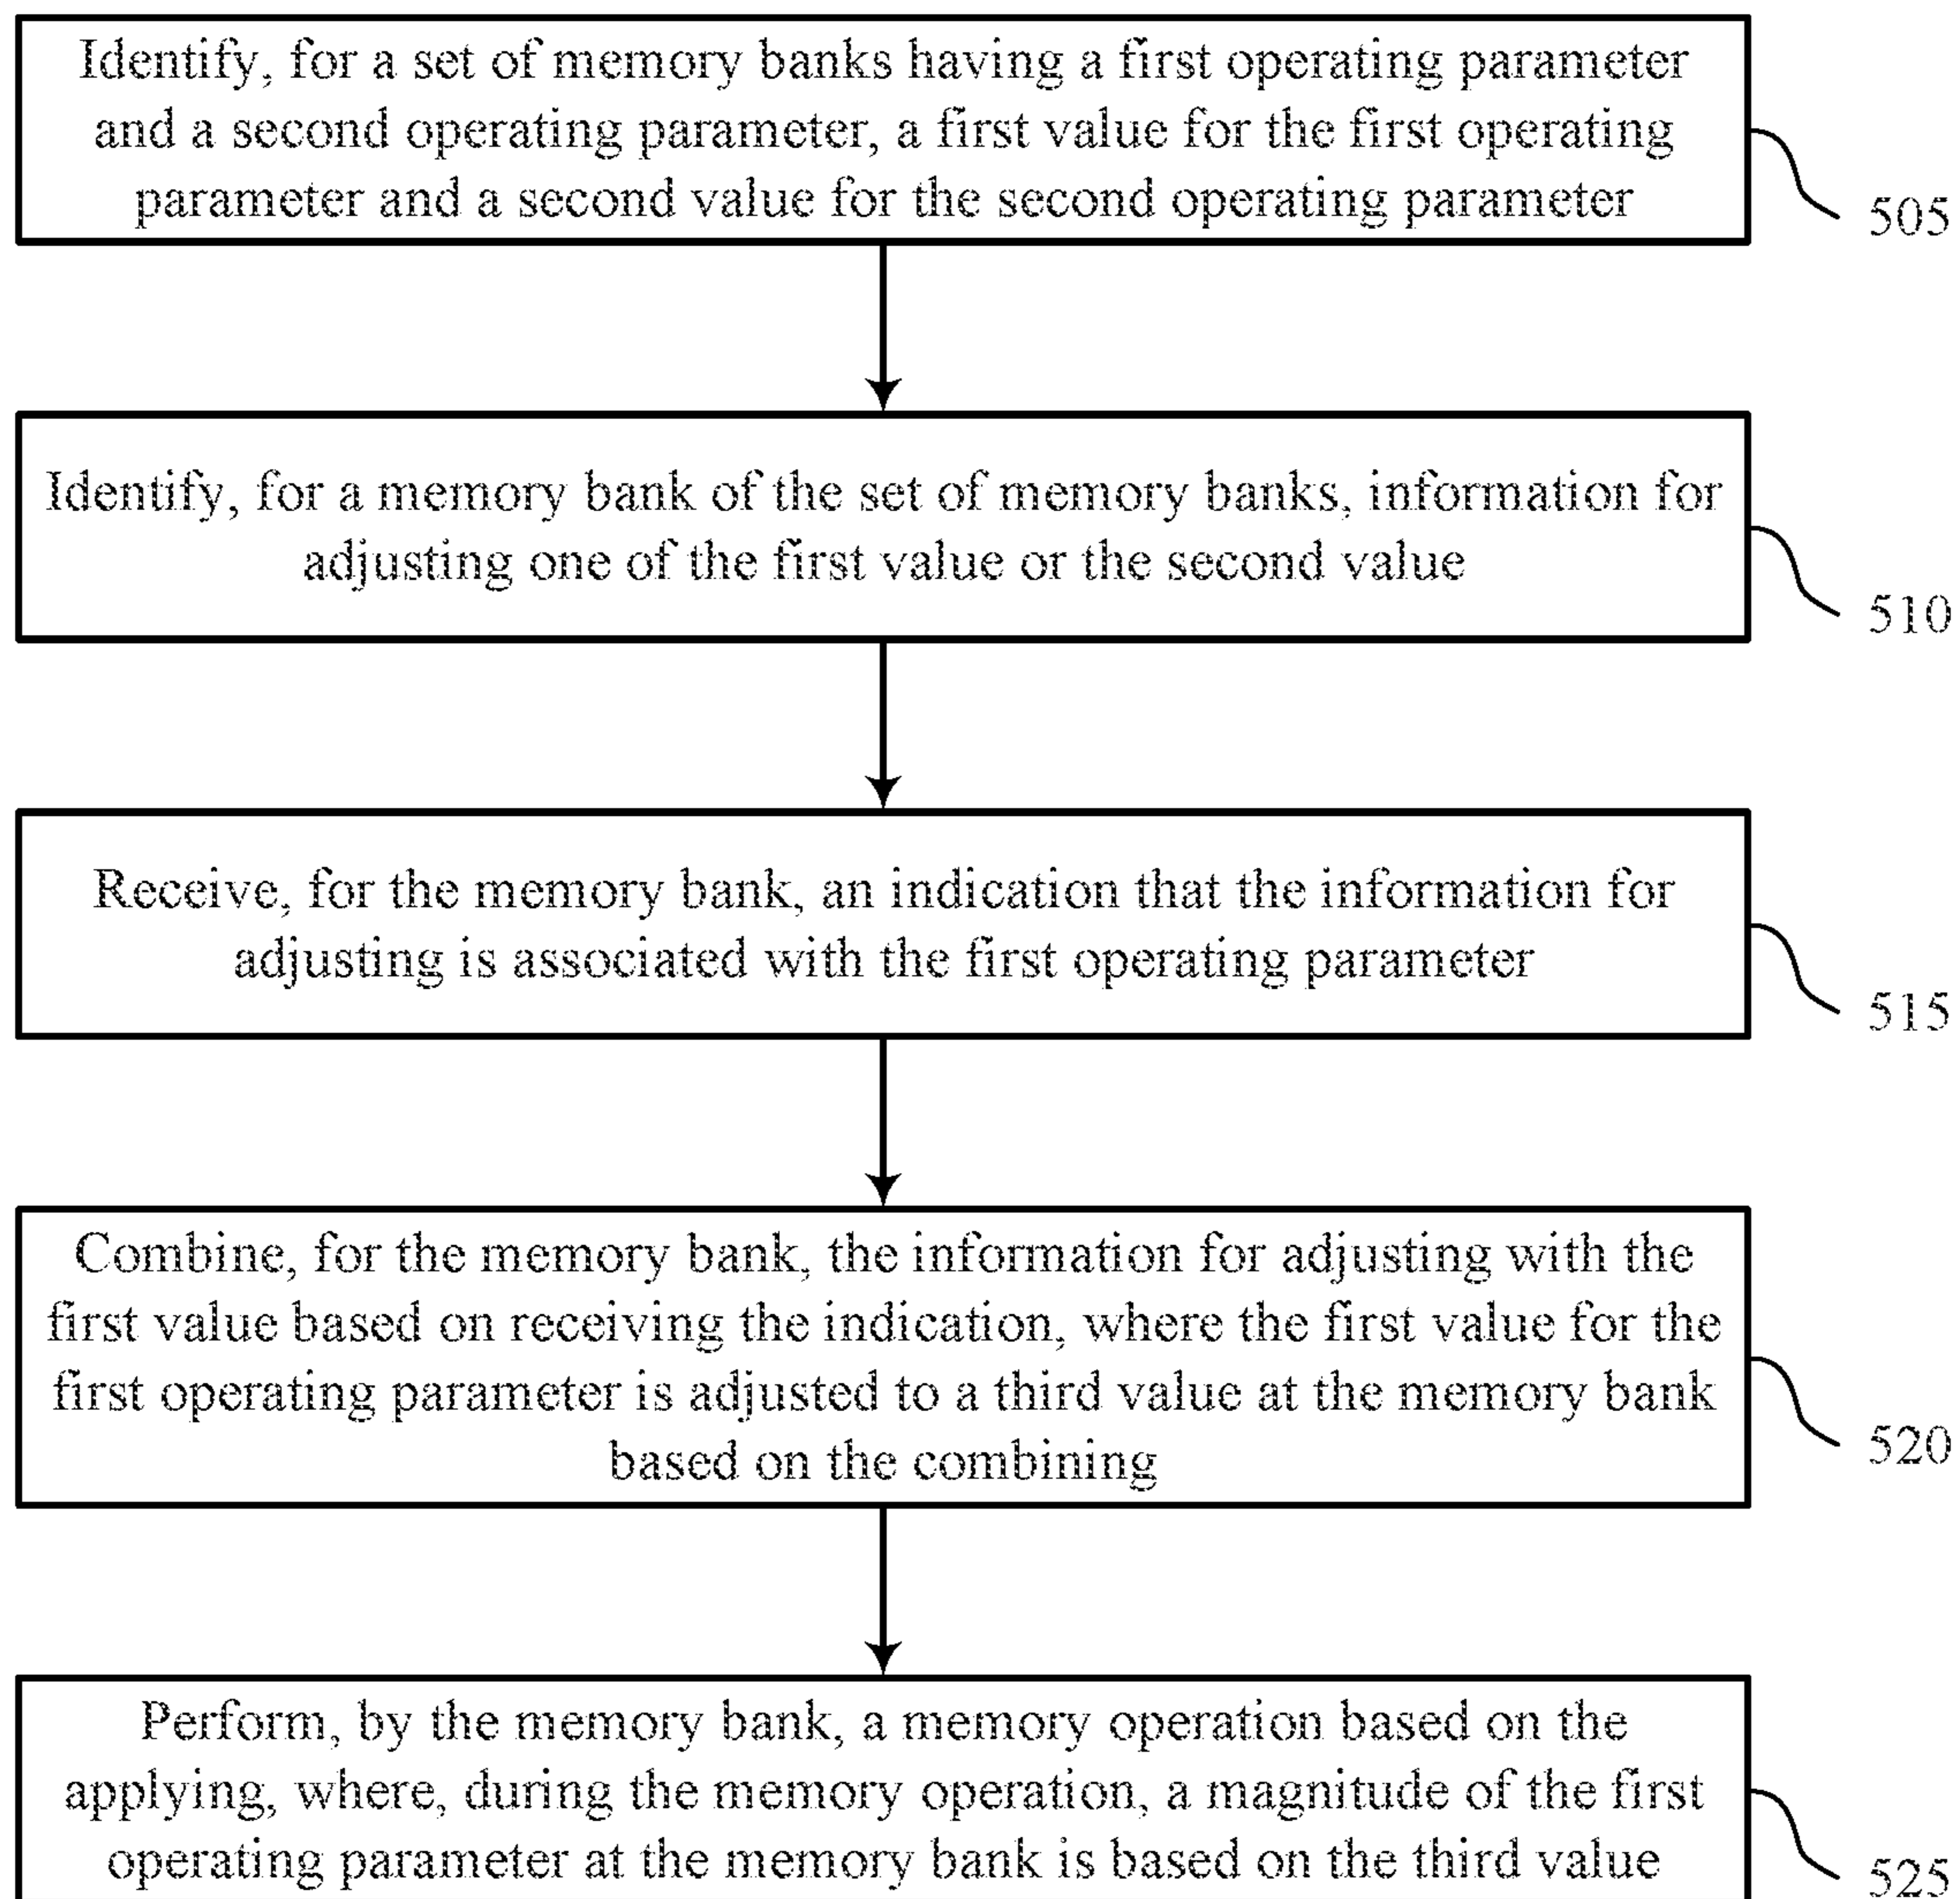 Identify, for a set of memory banks having a first operating parameter
and a second operating parameter, a first value for the first operating
parameter and a second value for the second operating parameter
505
Identify, for a memory bank of the set of memory banks, information for
adjusting one of the first value or the second value
510
Receive, for the memory bank, an indication that the information for
adjusting is associated with the first operating parameter
515
Combine, for the memory bank, the information for adjusting with the
first value based on receiving the indication, where the first value for the
first operating parameter is adjusted to a third value at the memory bank
based on the combining
520
Perform, by the memory bank, a memory operation based on the
applying, where, during the memory operation, a magnitude of the first
operating parameter at the memory bank is based on the third value
525